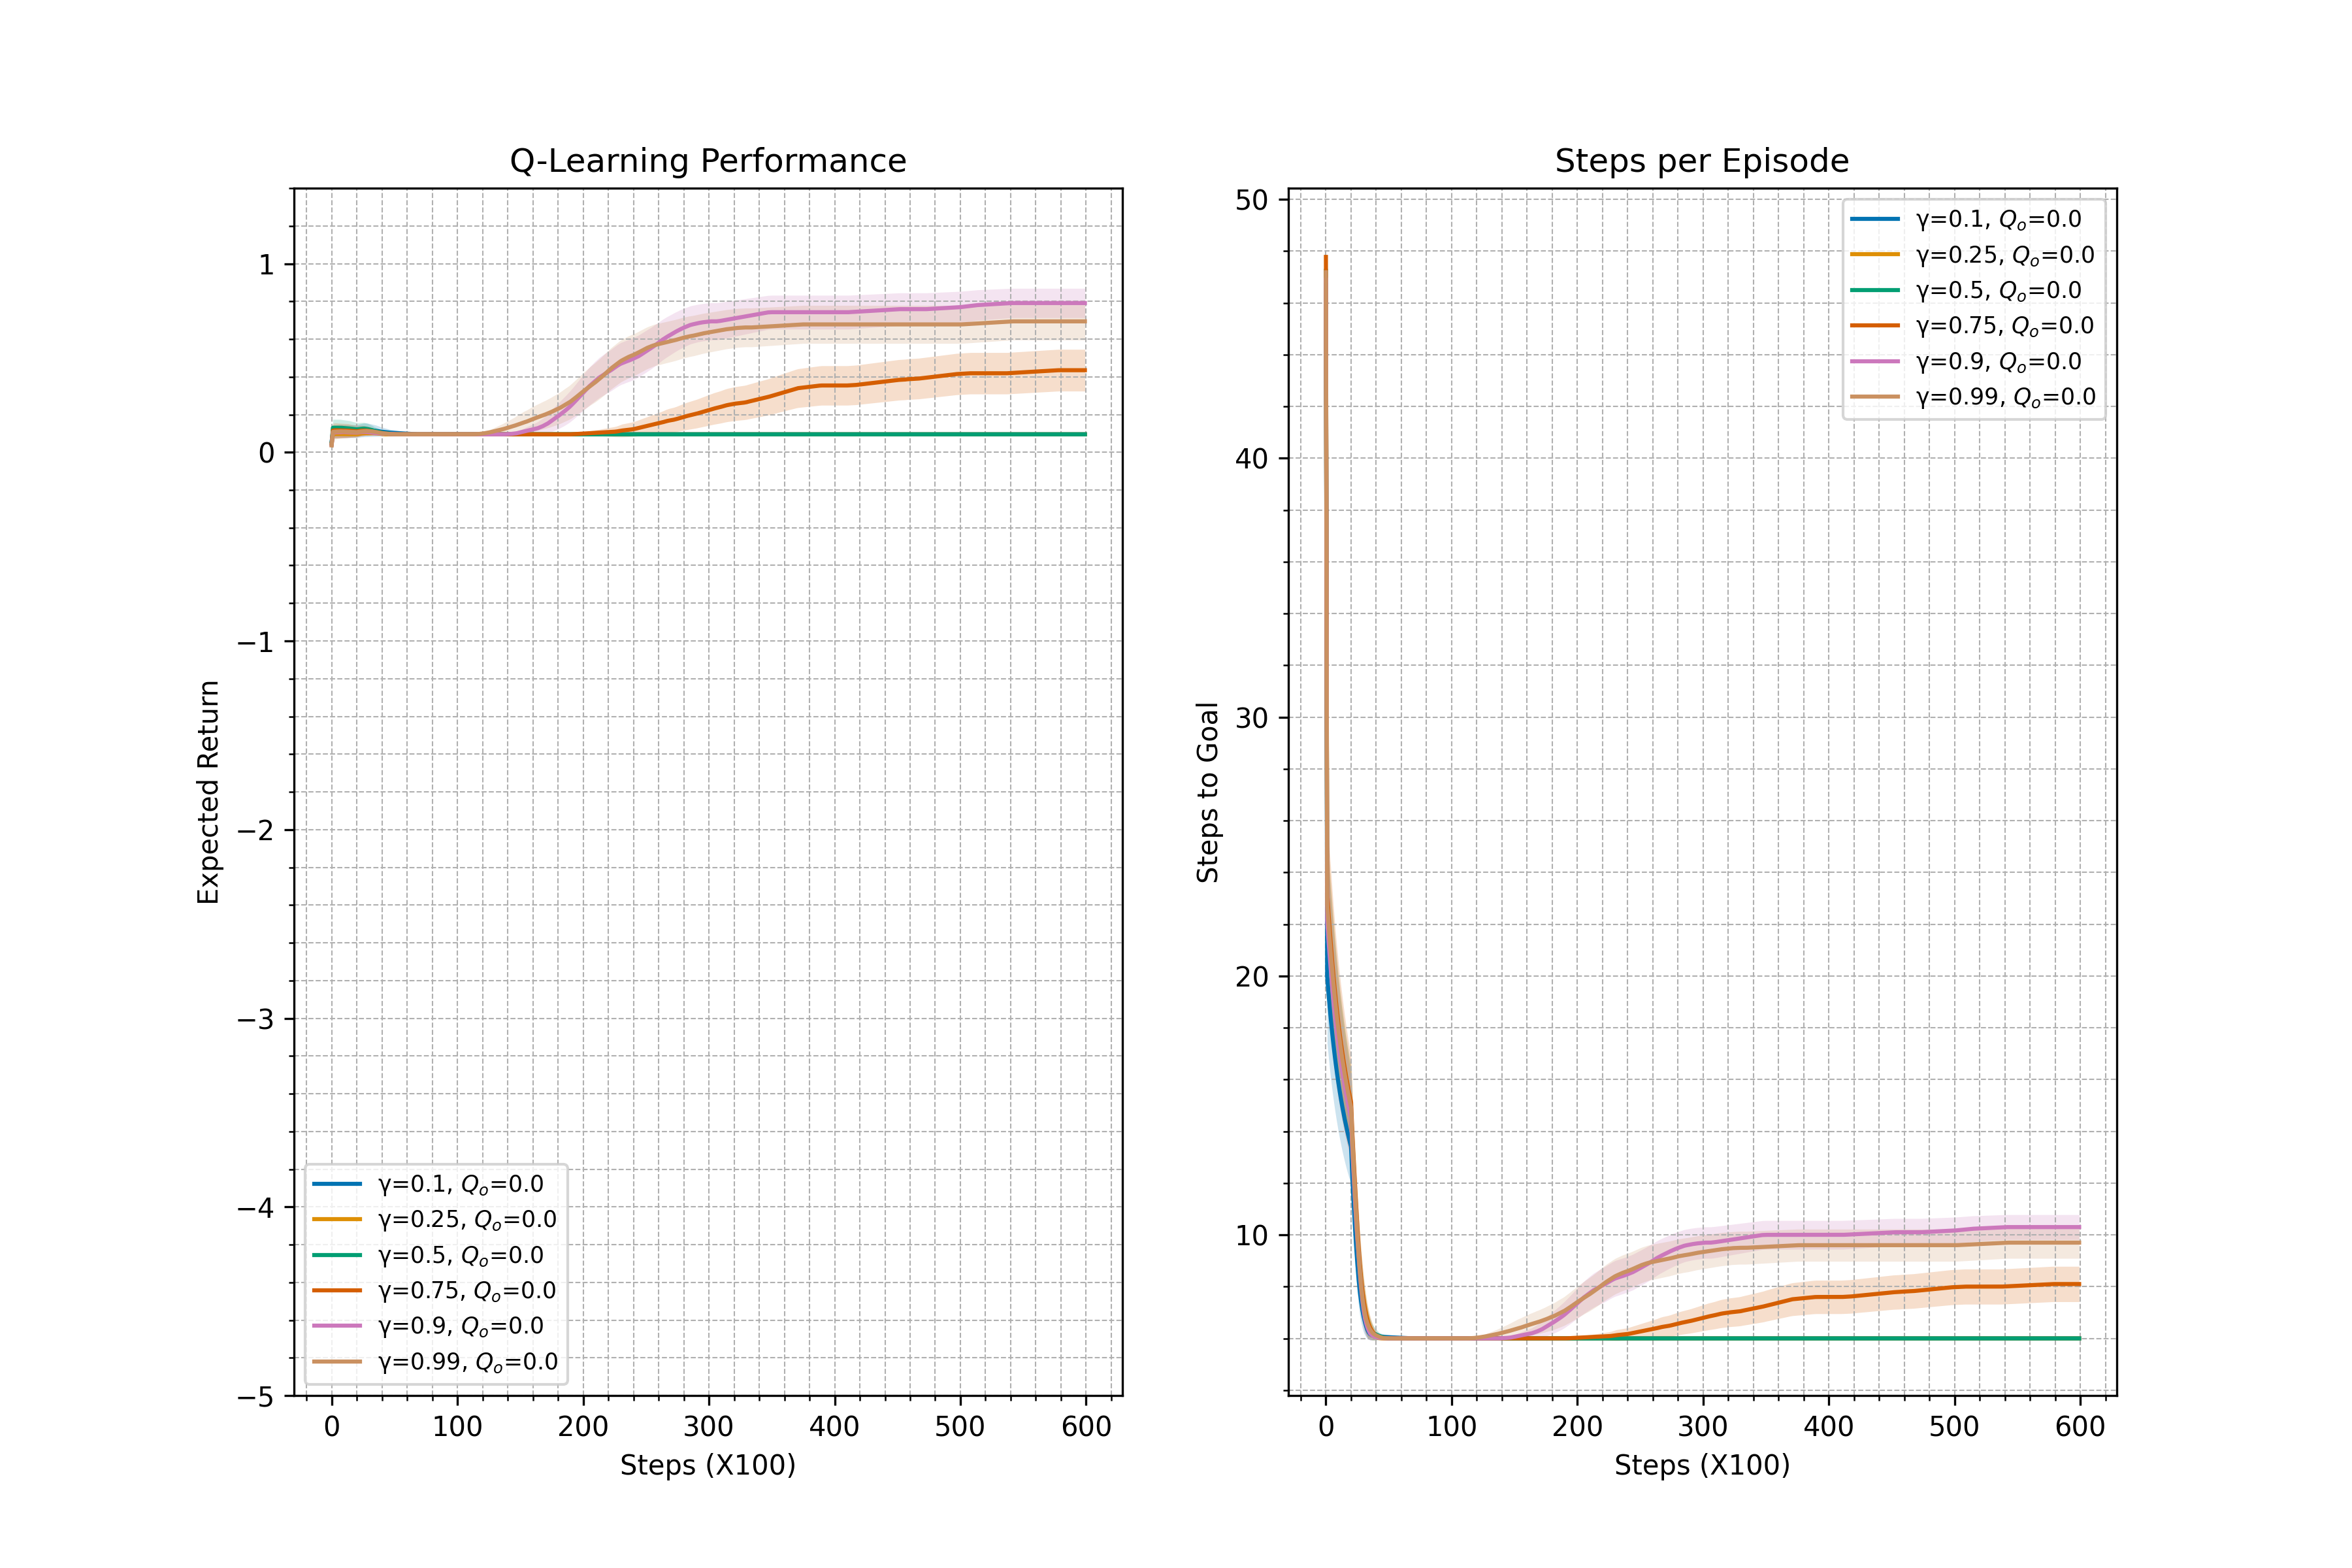 Q-Learning Performance
Expected Return
1
0
−1
−2
−3
−4
−5
γ=0.1, Qₒ=0.0
γ=0.25, Qₒ=0.0
γ=0.5, Qₒ=0.0
γ=0.75, Qₒ=0.0
γ=0.9, Qₒ=0.0
γ=0.99, Qₒ=0.0
0 100 200 300 400 500 600
Steps (X100)
Steps per Episode
Steps to Goal
50
40
30
20
10
γ=0.1, Qₒ=0.0
γ=0.25, Qₒ=0.0
γ=0.5, Qₒ=0.0
γ=0.75, Qₒ=0.0
γ=0.9, Qₒ=0.0
γ=0.99, Qₒ=0.0
0 100 200 300 400 500 600
Steps (X100)